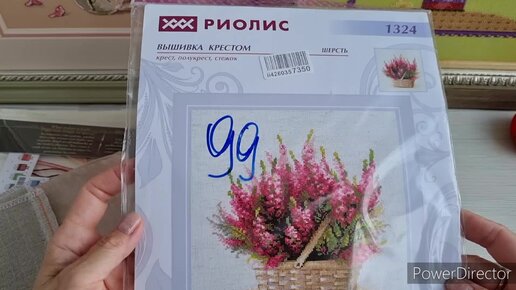 РИОЛИС
1324
ВЫШИВКА КРЕСТОМ
ШЕРСТЬ
крест, полукрест, стежок
99
PowerDirector